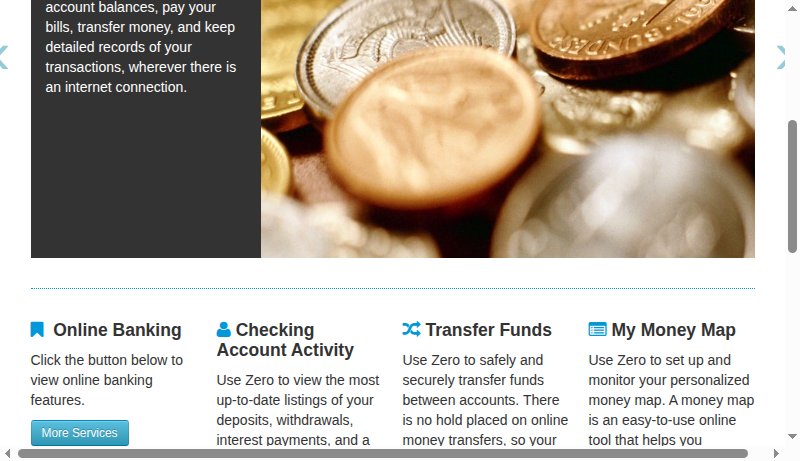 account balances, pay your
bills, transfer money, and keep
detailed records of your
transactions, wherever there is
an internet connection.
Online Banking
Click the button below to
view online banking
features.
More Services
Checking
Account Activity
Use Zero to view the most
up-to-date listings of your
deposits, withdrawals,
interest payments, and a
Transfer Funds
Use Zero to safely and
securely transfer funds
between accounts. There
is no hold placed on online
money transfers, so your
My Money Map
Use Zero to set up and
monitor your personalized
money map. A money map
is an easy-to-use online
tool that helps you